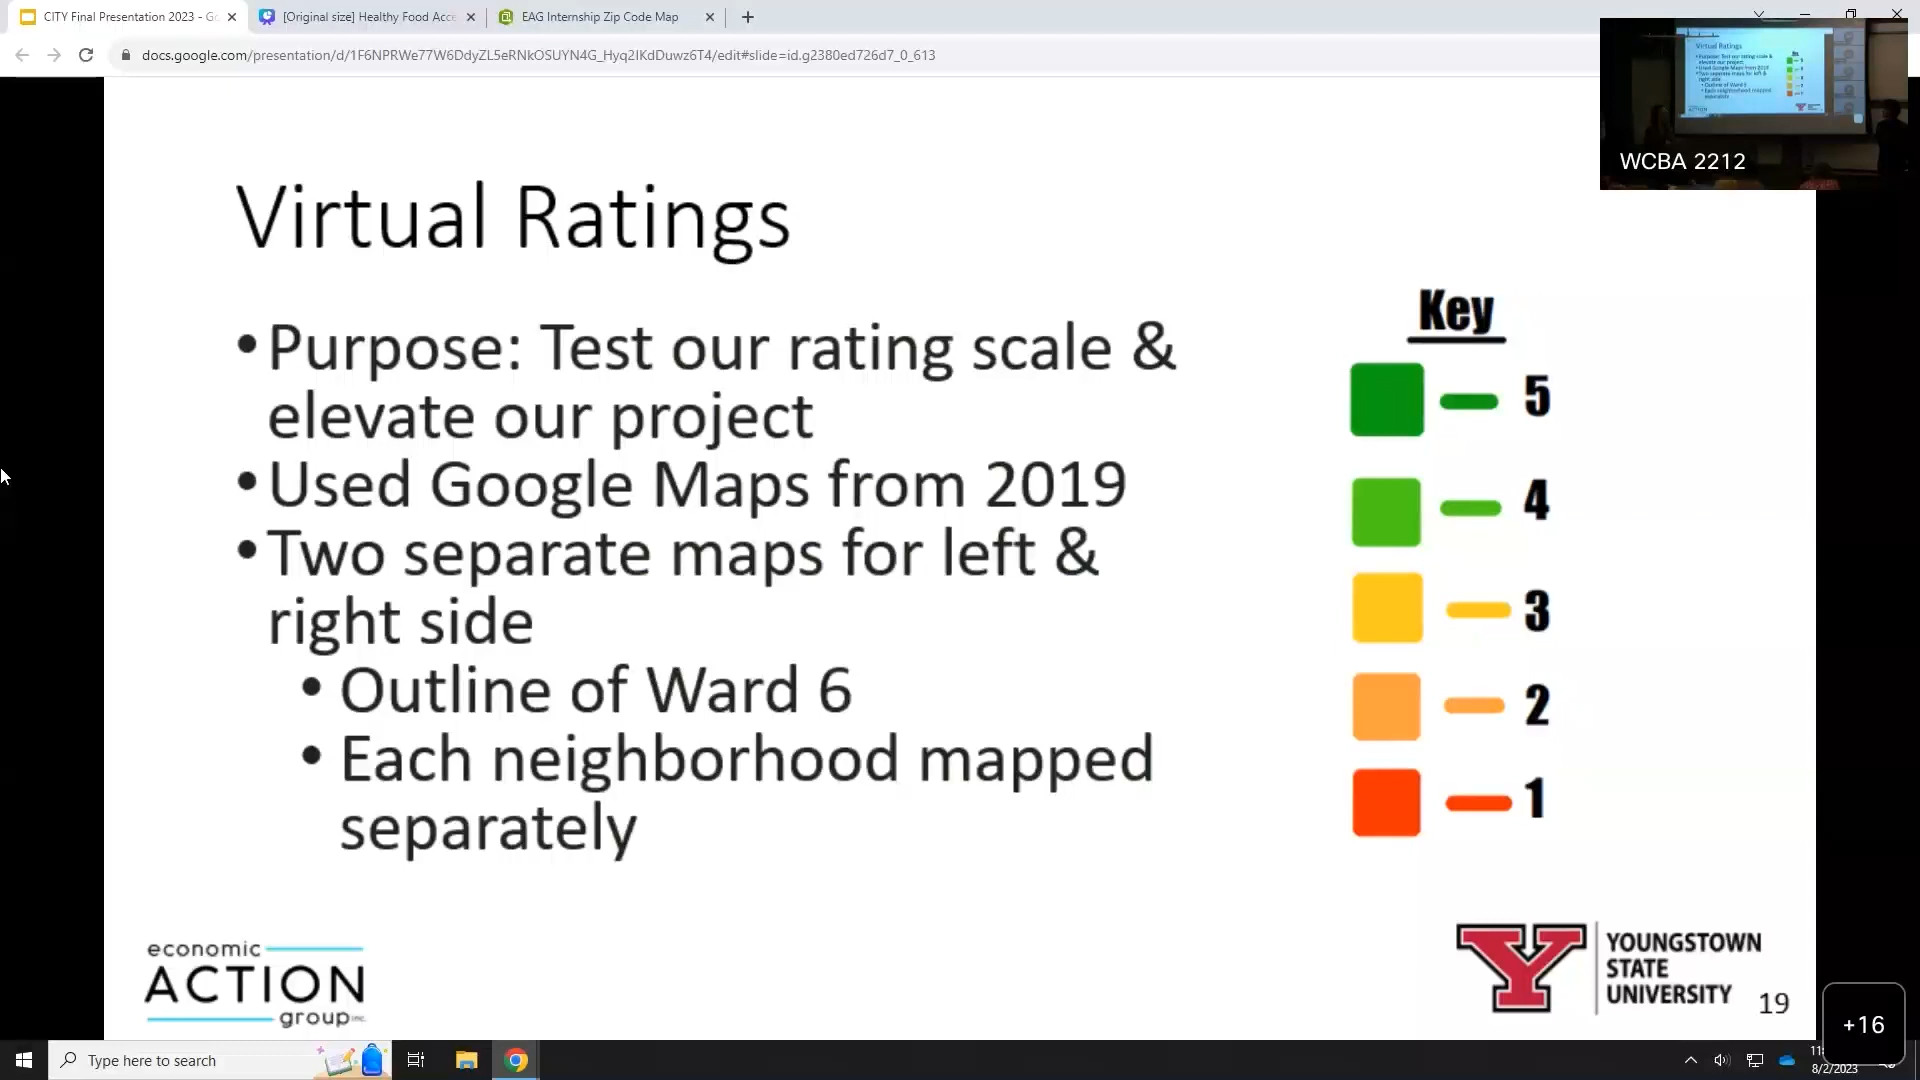 CITY Final Presentation 2023 - Go
[Original size] Healthy Food Acce
EAG Internship Zip Code Map
docs.google.com/presentation/d/1F6NPRWe77W6DdyZL5eRNkOSUYN4G_Hyq2IKdDuwz6T4/edit#slide=id.g2380ed726d7_0_613
WCBA 2212
Virtual Ratings
• Purpose: Test our rating scale &
elevate our project
• Used Google Maps from 2019
• Two separate maps for left &
right side
• Outline of Ward 6
• Each neighborhood mapped
separately
Key
5
4
3
2
1
economic
ACTION
group inc.
Y
YOUNGSTOWN
STATE
UNIVERSITY
19
+16
Type here to search
8/2/2023